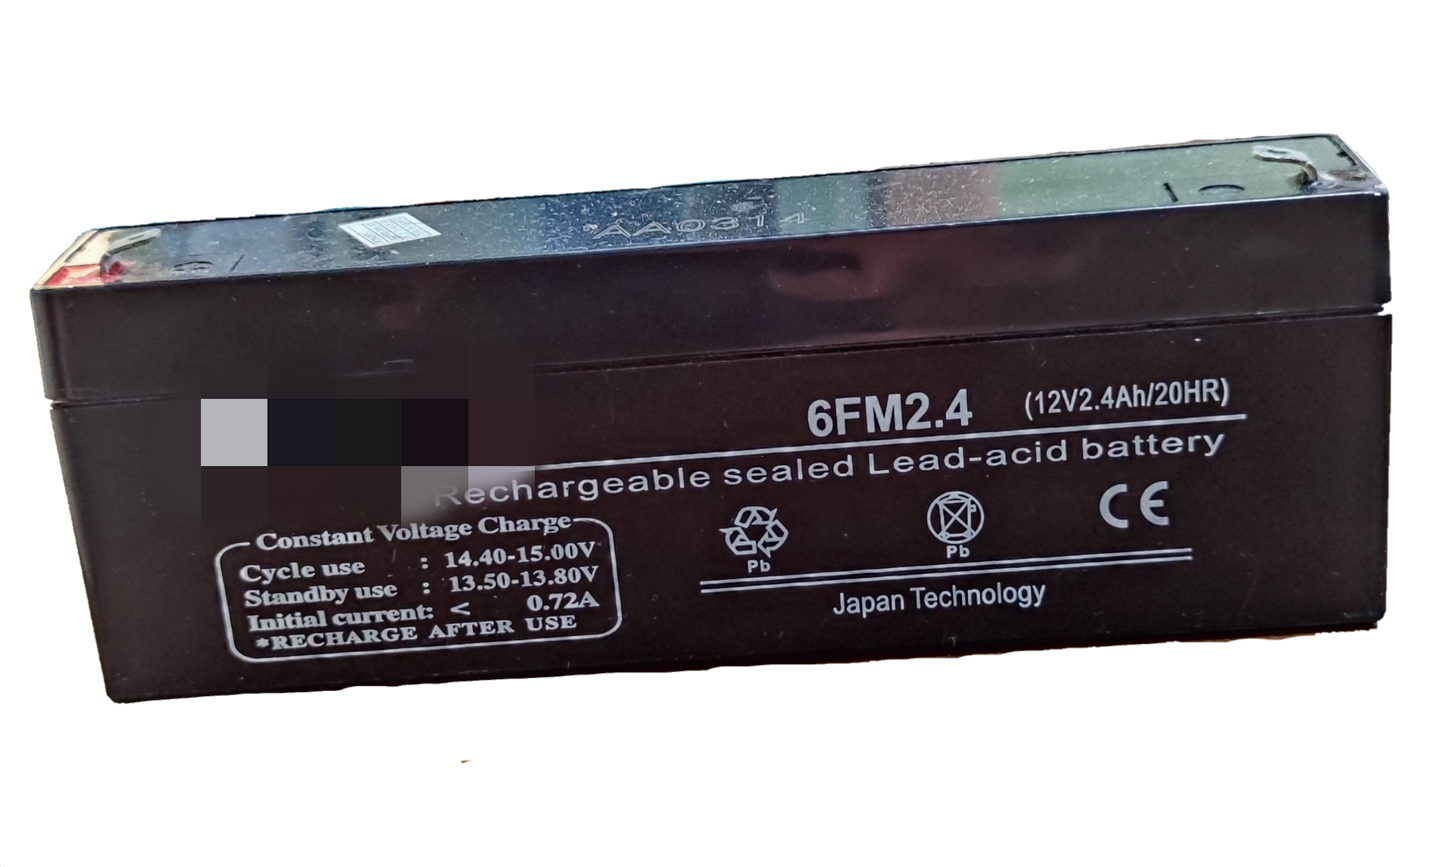 AA0314
6FM2.4 (12V2.4Ah/20HR)
Rechargeable sealed Lead-acid battery
Constant Voltage Charge
Cycle use : 14.40-15.00V
Standby use : 13.50-13.80V
Initial current: < 0.72A
*RECHARGE AFTER USE
Pb
Pb
CE
Japan Technology